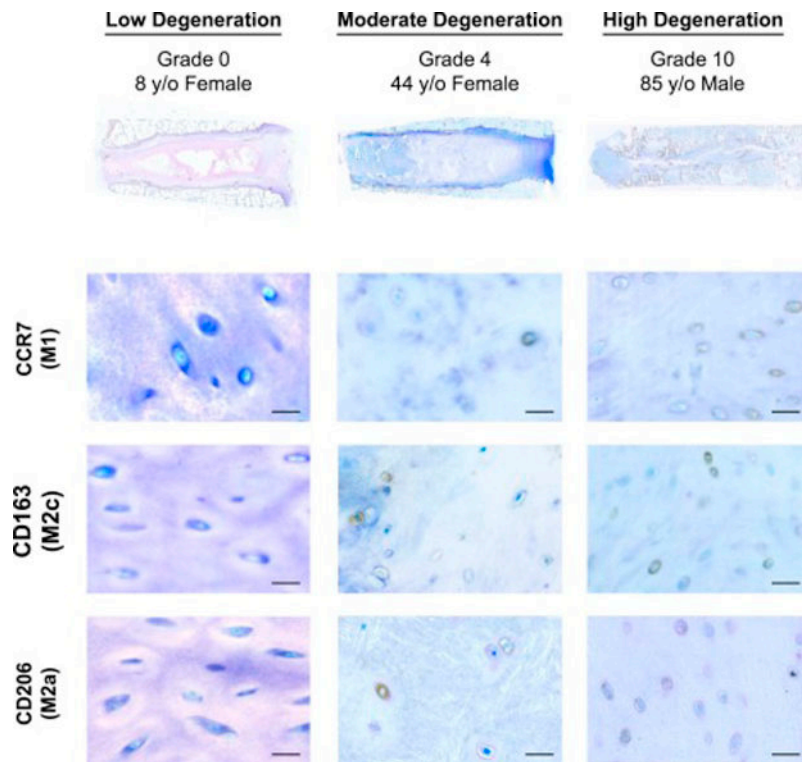 Low Degeneration
Grade 0
8 y/o Female
Moderate Degeneration
Grade 4
44 y/o Female
High Degeneration
Grade 10
85 y/o Male
CCR7
(M1)
CD163
(M2c)
CD206
(M2a)